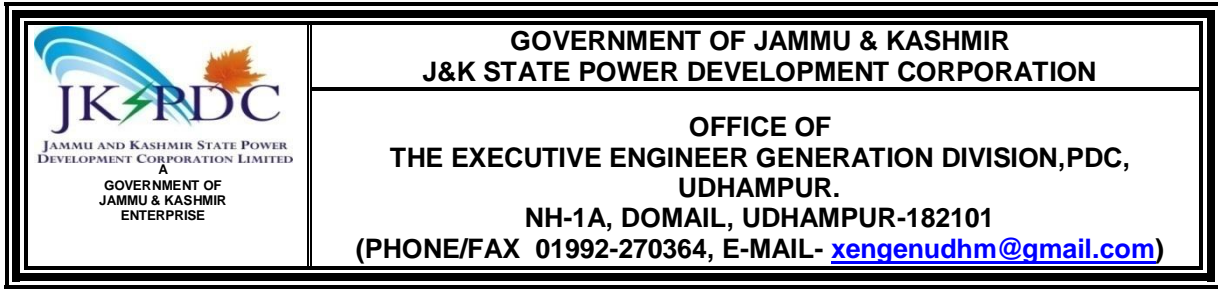 JKSPDC
JAMMU AND KASHMIR STATE POWER
DEVELOPMENT CORPORATION LIMITED
A
GOVERNMENT OF
JAMMU & KASHMIR
ENTERPRISE
GOVERNMENT OF JAMMU & KASHMIR
J&K STATE POWER DEVELOPMENT CORPORATION
OFFICE OF
THE EXECUTIVE ENGINEER GENERATION DIVISION,PDC,
UDHAMPUR.
NH-1A, DOMAIL, UDHAMPUR-182101
(PHONE/FAX 01992-270364, E-MAIL- xengenudhm@gmail.com)